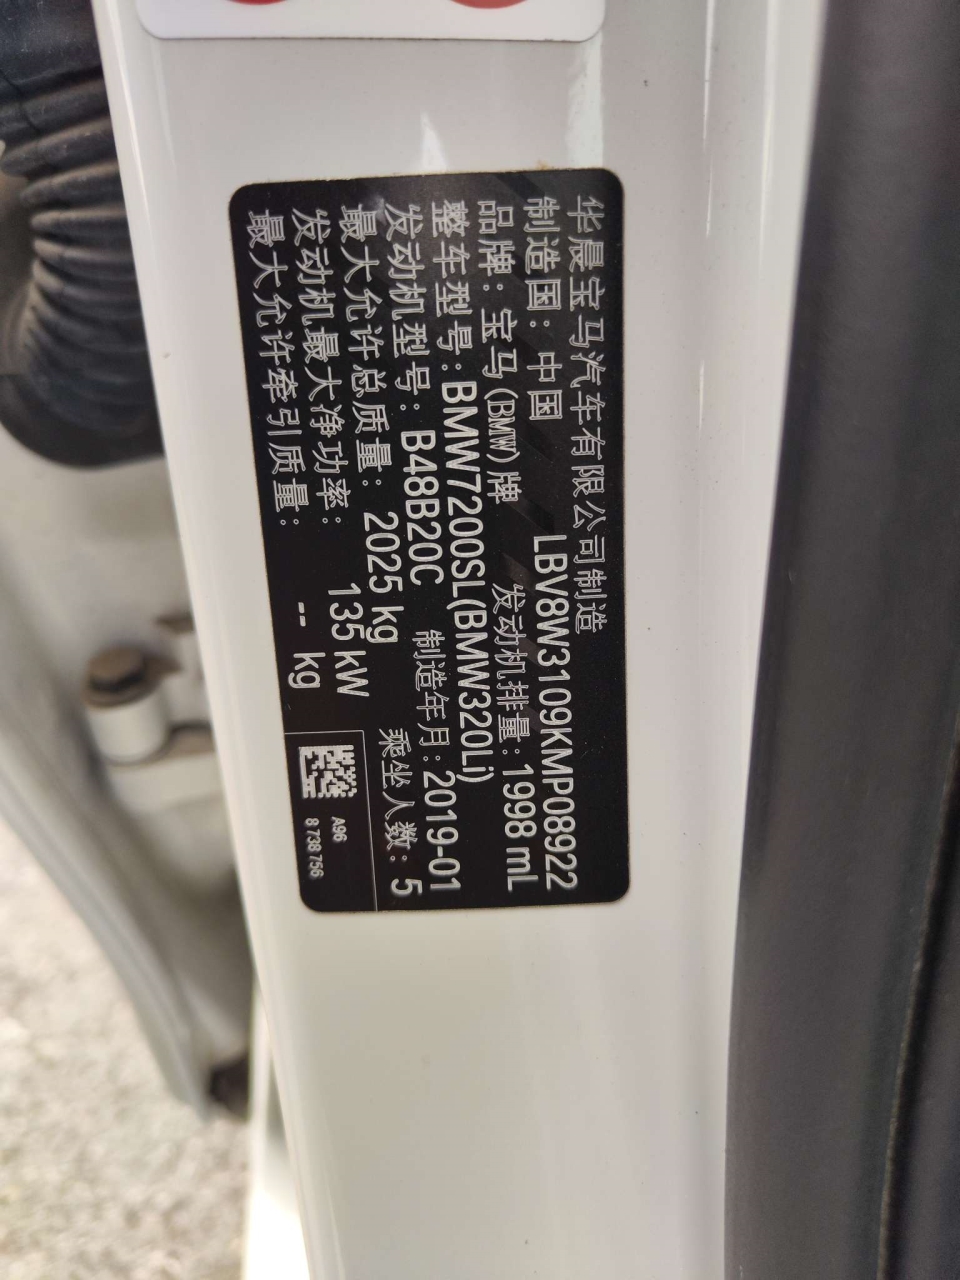 华晨宝马汽车有限公司制造
制造国：中国 LBV8W3109KMP08922
品牌：宝马(BMW)牌 发动机排量：1998 mL
整车型号：BMW7200SL(BMW320Li)
发动机型号：B48B20C 制造年月：2019-01
最大允许总质量：2025 kg 乘坐人数：5
发动机最大净功率：135 kW
最大允许牵引质量：-- kg
A96
8 738 756